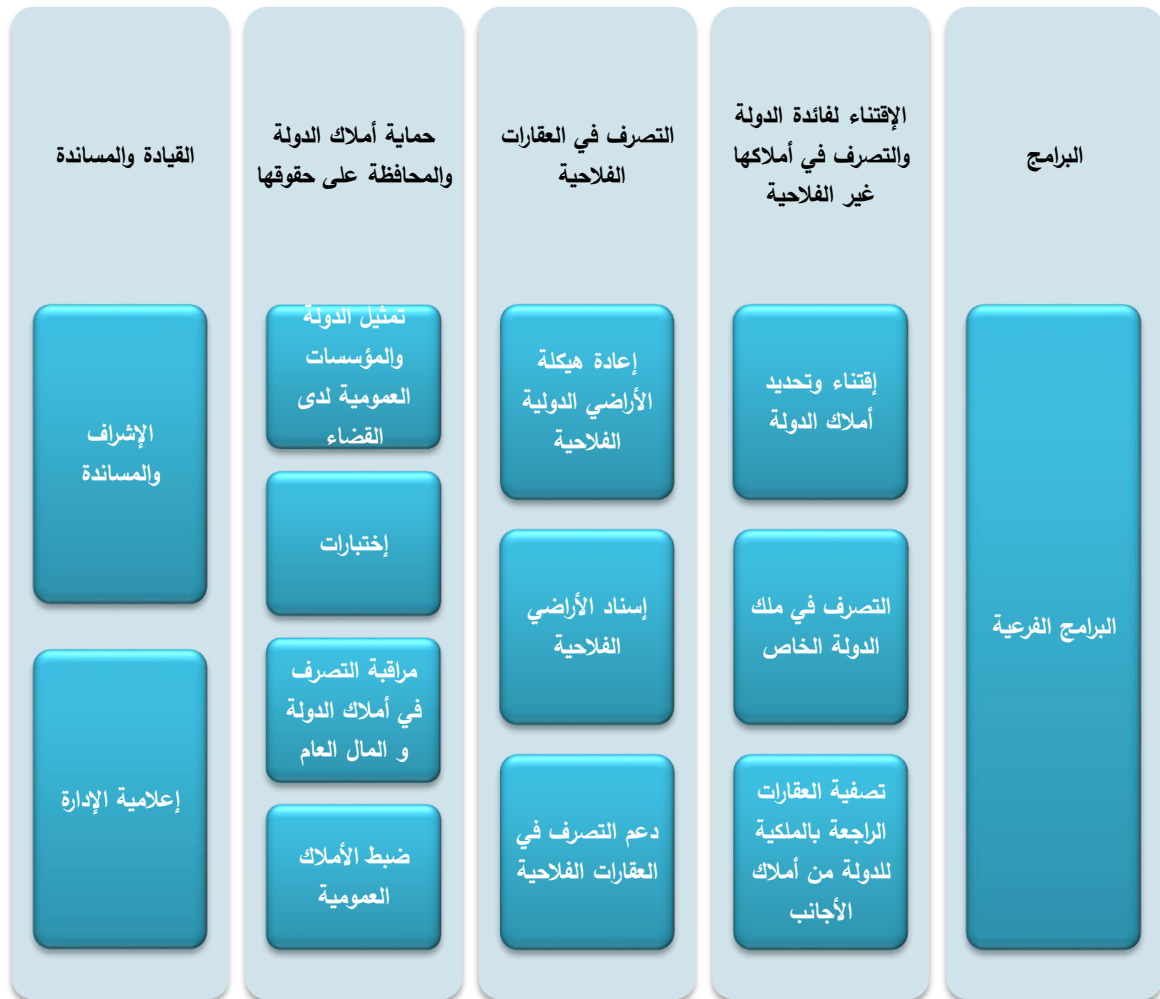 البرامج
الإقتناء لفائدة الدولة
والتصرف في أملاكها
غير الفلاحية
التصرف في العقارات
الفلاحية
حماية أملاك الدولة
والمحافظة على حقوقها
القيادة والمساندة
البرامج الفرعية
إقتناء وتحديد
أملاك الدولة
التصرف في ملك
الدولة الخاص
تصفية العقارات
الراجعة بالملكية
للدولة من أملاك
الأجانب
إعادة هيكلة
الأراضي الدولية
الفلاحية
إسناد الأراضي
الفلاحية
دعم التصرف في
العقارات الفلاحية
تمثيل الدولة
والمؤسسات
العمومية لدى
القضاء
إختبارات
مراقبة التصرف
في أملاك الدولة
و المال العام
ضبط الأملاك
العمومية
الإشراف
والمساندة
إعلامية الإدارة